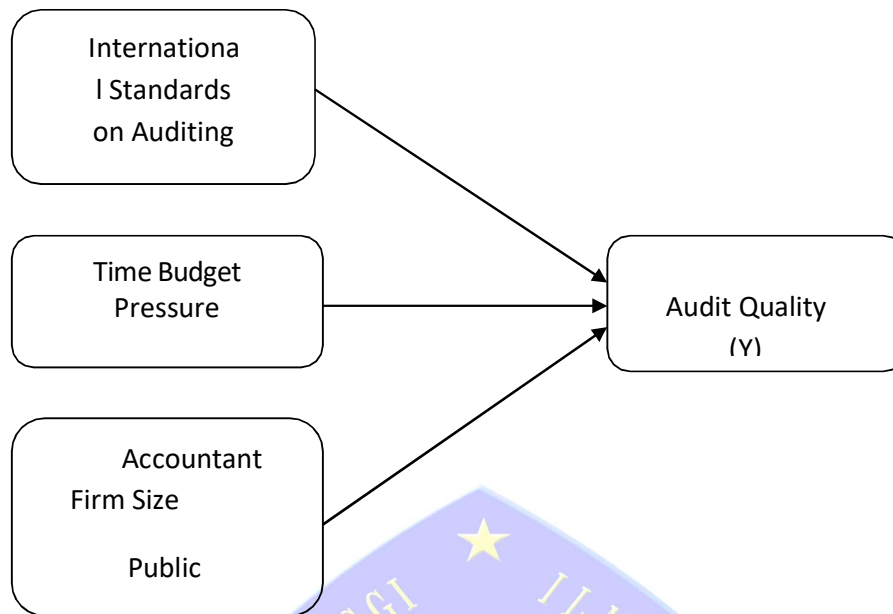 Internationa
l Standards
on Auditing
Time Budget
Pressure
Audit Quality
(Y)
Accountant
Firm Size
Public